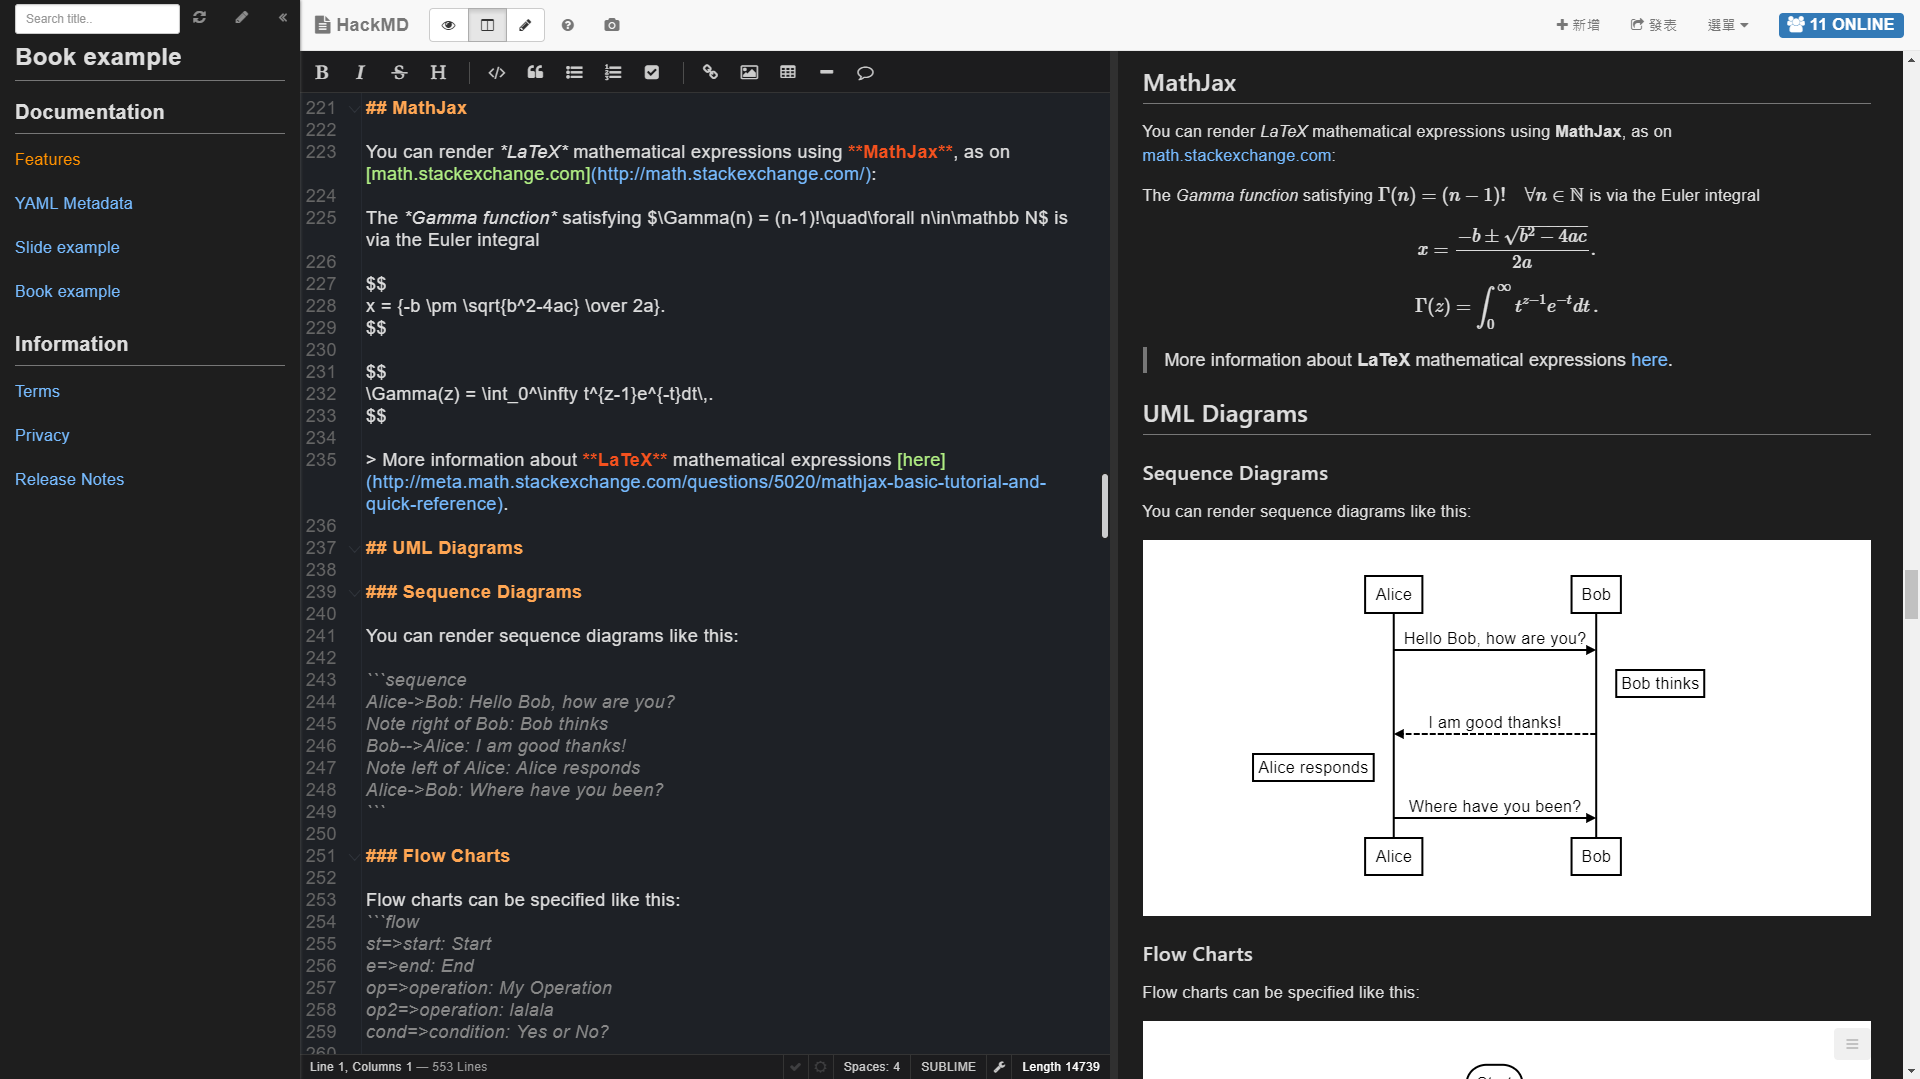 Search title..
Book example
Documentation
Features
YAML Metadata
Slide example
Book example
Information
Terms
Privacy
Release Notes
HackMD
新增
發表
選單
11 ONLINE
B I S H
221 ## MathJax
222
223 You can render *LaTeX* mathematical expressions using **MathJax**, as on
[math.stackexchange.com](http://math.stackexchange.com/):
224
225 The *Gamma function* satisfying $\Gamma(n) = (n-1)!\quad\forall n\in\mathbb N$ is
via the Euler integral
226
227 $$
228 x = {-b \pm \sqrt{b^2-4ac} \over 2a}.
229 $$
230
231 $$
232 \Gamma(z) = \int_0^\infty t^{z-1}e^{-t}dt\,.
233 $$
234
235 > More information about **LaTeX** mathematical expressions [here]
(http://meta.math.stackexchange.com/questions/5020/mathjax-basic-tutorial-and-
quick-reference).
236
237 ## UML Diagrams
238
239 ### Sequence Diagrams
240
241 You can render sequence diagrams like this:
242
243 ```sequence
244 Alice->Bob: Hello Bob, how are you?
245 Note right of Bob: Bob thinks
246 Bob-->Alice: I am good thanks!
247 Note left of Alice: Alice responds
248 Alice->Bob: Where have you been?
249 ```
250
251 ### Flow Charts
252
253 Flow charts can be specified like this:
254 ```flow
255 st=>start: Start
256 e=>end: End
257 op=>operation: My Operation
258 op2=>operation: lalala
259 cond=>condition: Yes or No?
260
Line 1, Columns 1 — 553 Lines
Spaces: 4
SUBLIME
Length 14739
MathJax
You can render LaTeX mathematical expressions using MathJax, as on
math.stackexchange.com:
The Gamma function satisfying Γ(n) = (n − 1)! ∀n ∈ ℕ is via the Euler integral
x = −b ± √b² − 4ac / 2a.
Γ(z) = ∫₀^∞ t^{z−1}e^{−t}dt.
More information about LaTeX mathematical expressions here.
UML Diagrams
Sequence Diagrams
You can render sequence diagrams like this:
Alice Bob
Hello Bob, how are you?
Bob thinks
I am good thanks!
Alice responds
Where have you been?
Alice Bob
Flow Charts
Flow charts can be specified like this: